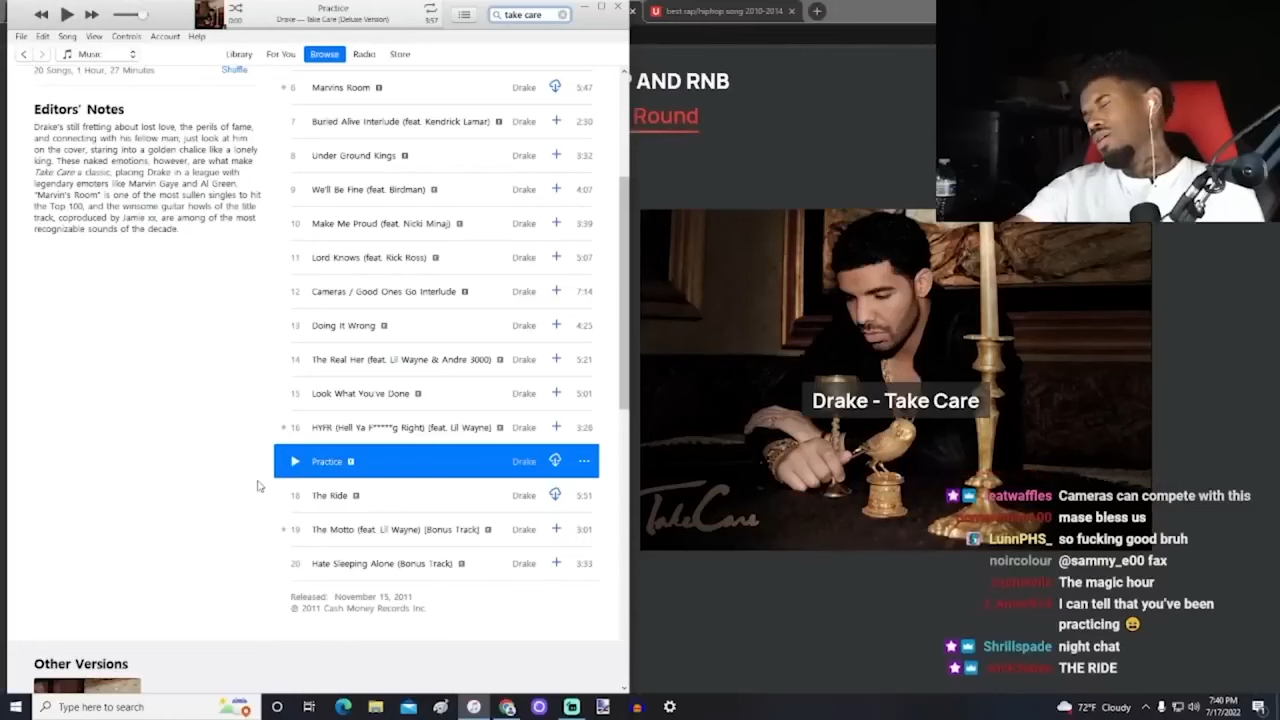 Practice
Drake — Take Care (Deluxe Version)
0:00
3:57
take care
best rap/hiphop song 2010-2014
File Edit Song View Controls Account Help
Music
Library For You Browse Radio Store
20 Songs, 1 Hour, 27 Minutes
Shuffle
Editors' Notes
Drake's still fretting about lost love, the perils of fame,
and connecting with his fellow man; just look at him
on the cover, staring into a golden chalice like a lonely
king. These naked emotions, however, are what make
Take Care a classic, placing Drake in a league with
legendary emoters like Marvin Gaye and Al Green.
"Marvin's Room" is one of the most sullen singles to hit
the Top 100, and the winsome guitar howls of the title
track, coproduced by Jamie xx, are among of the most
recognizable sounds of the decade.
6 Marvins Room E Drake 5:47
7 Buried Alive Interlude (feat. Kendrick Lamar) E Drake 2:30
8 Under Ground Kings E Drake 3:32
9 We'll Be Fine (feat. Birdman) E Drake 4:07
10 Make Me Proud (feat. Nicki Minaj) E Drake 3:39
11 Lord Knows (feat. Rick Ross) E Drake 5:07
12 Cameras / Good Ones Go Interlude E Drake 7:14
13 Doing It Wrong E Drake 4:25
14 The Real Her (feat. Lil Wayne & Andre 3000) E Drake 5:21
15 Look What You've Done E Drake 5:01
16 HYFR (Hell Ya F*****g Right) [feat. Lil Wayne] E Drake 3:28
Practice E Drake
18 The Ride E Drake 5:51
19 The Motto (feat. Lil Wayne) [Bonus Track] E Drake 3:01
20 Hate Sleeping Alone (Bonus Track) E Drake 3:33
Released: November 15, 2011
℗ 2011 Cash Money Records Inc.
Other Versions
AND RNB
Round
Drake - Take Care
TakeCare
eatwaffles Cameras can compete with this
mase bless us
LunnPHS_ so fucking good bruh
noircolour @sammy_e00 fax
The magic hour
I can tell that you've been
practicing
Shrillspade night chat
THE RIDE
Type here to search
72°F Cloudy
7:40 PM
7/17/2022